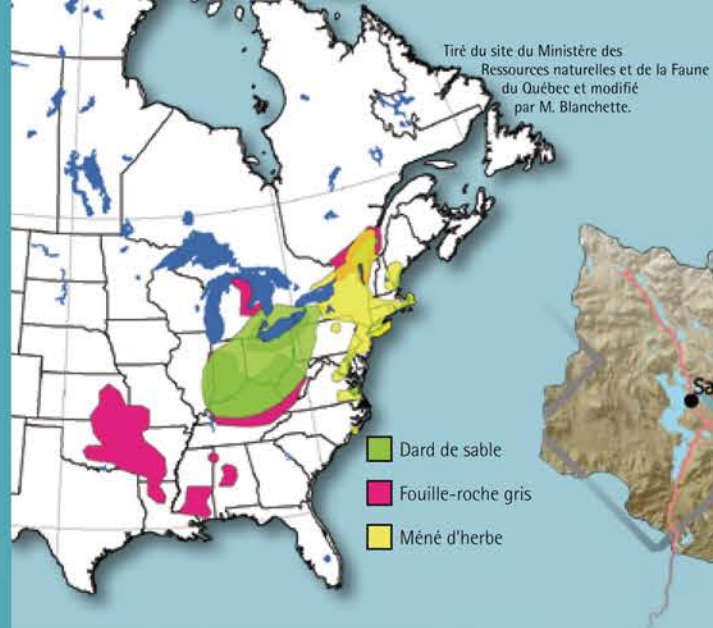 Tiré du site du Ministère des
Ressources naturelles et de la Faune
du Québec et modifié
par M. Blanchette.
Sa
Dard de sable
Fouille-roche gris
Méné d'herbe